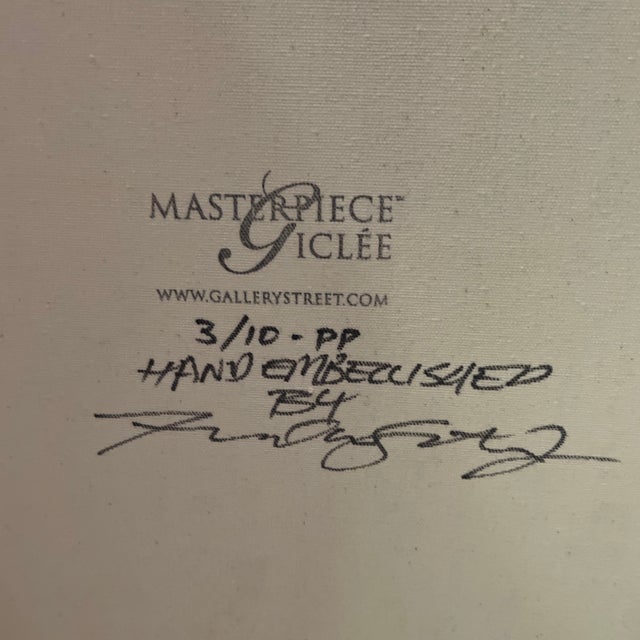 MASTERPIECE™
GICLÉE
WWW.GALLERYSTREET.COM
3/10 - PP
HAND EMBELLISHED
BY